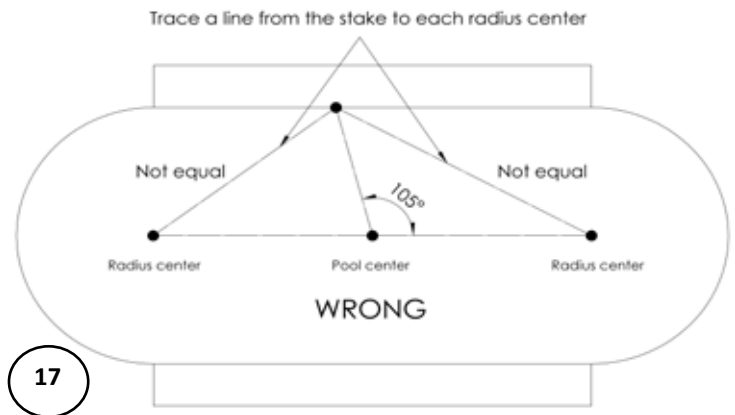 Trace a line from the stake to each radius center
Not equal
Not equal
105º
Radius center
Pool center
Radius center
WRONG
17